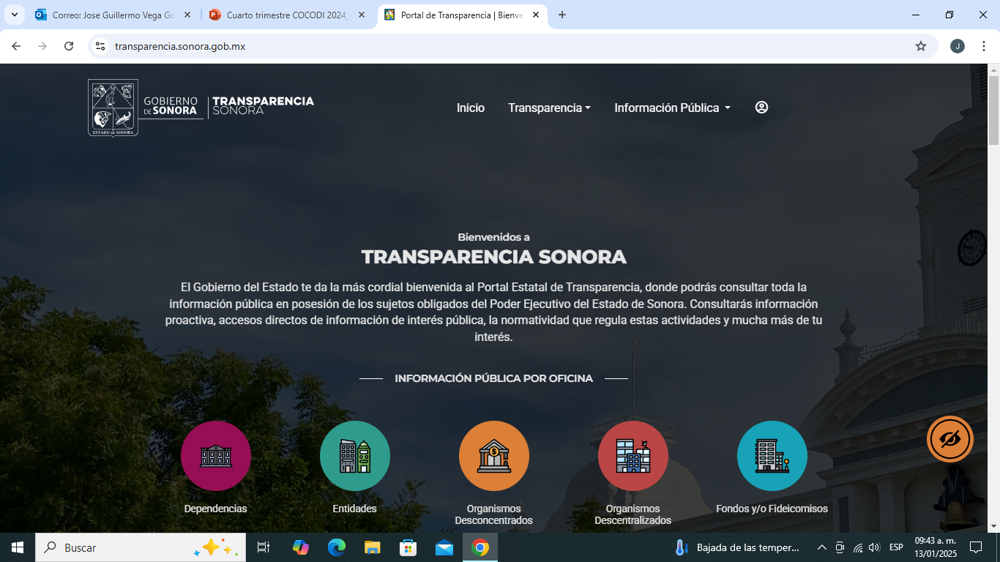 Correo: Jose Guillermo Vega Go
Cuarto trimestre COCODI 2024_
Portal de Transparencia | Bienve
transparencia.sonora.gob.mx
J
GOBIERNO
DE SONORA
TRANSPARENCIA
SONORA
ESTADO DE SONORA
Inicio
Transparencia
Información Pública
Bienvenidos a
TRANSPARENCIA SONORA
El Gobierno del Estado te da la más cordial bienvenida al Portal Estatal de Transparencia, donde podrás consultar toda la
información pública en posesión de los sujetos obligados del Poder Ejecutivo del Estado de Sonora. Consultarás información
proactiva, accesos directos de información de interés pública, la normatividad que regula estas actividades y mucha más de tu
interés.
INFORMACIÓN PÚBLICA POR OFICINA
Dependencias
Entidades
Organismos
Desconcentrados
Organismos
Descentralizados
Fondos y/o Fideicomisos
Buscar
Bajada de las temper...
ESP
09:43 a. m.
13/01/2025